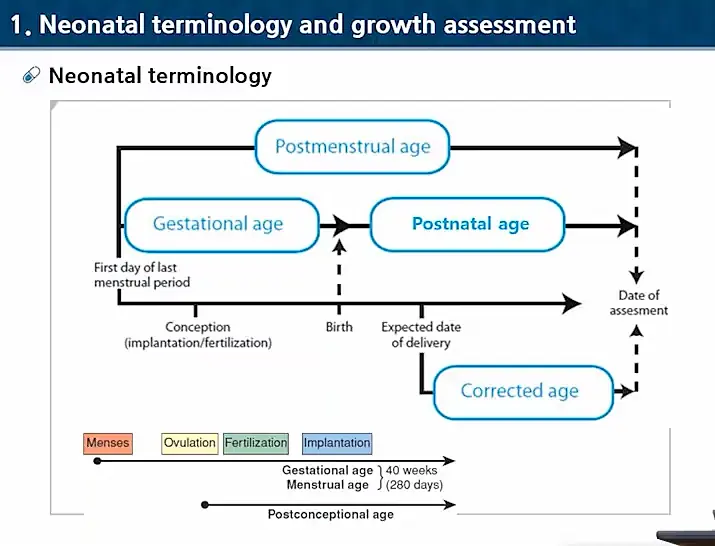 1. Neonatal terminology and growth assessment
Neonatal terminology
Postmenstrual age
Gestational age
Postnatal age
First day of last
menstrual period
Conception
(implantation/fertilization)
Birth
Expected date
of delivery
Date of
assesment
Corrected age
Menses
Ovulation
Fertilization
Implantation
Gestational age
Menstrual age
40 weeks
(280 days)
Postconceptional age